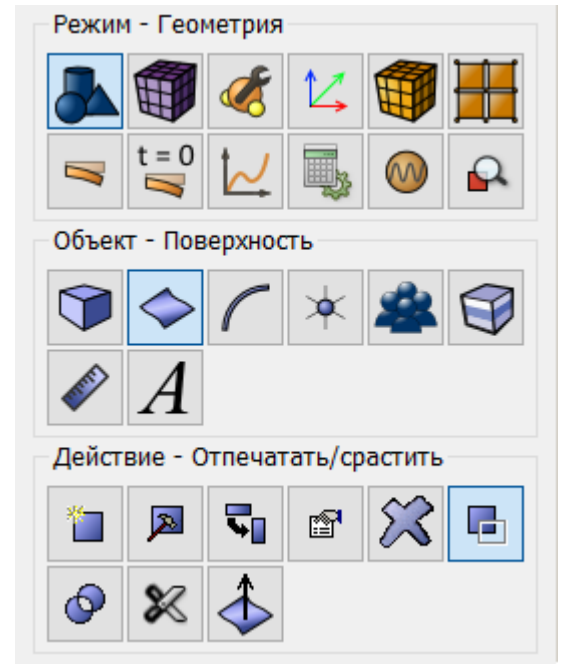 Режим - Геометрия
t = 0
Объект - Поверхность
A
Действие - Отпечатать/срастить